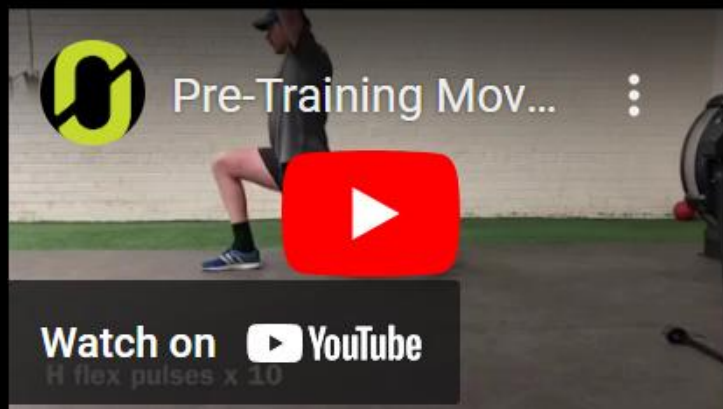 Pre-Training Mov...
Watch on YouTube
H flex pulses x 10